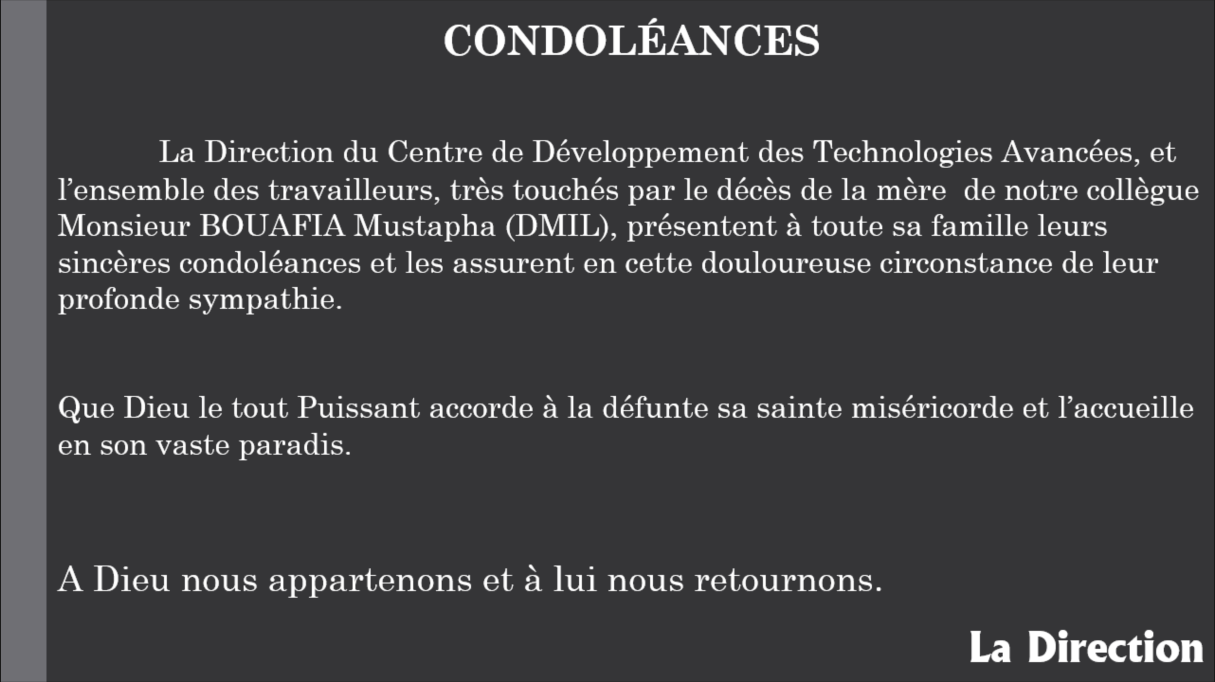 CONDOLÉANCES
La Direction du Centre de Développement des Technologies Avancées, et
l’ensemble des travailleurs, très touchés par le décès de la mère  de notre collègue
Monsieur BOUAFIA Mustapha (DMIL), présentent à toute sa famille leurs
sincères condoléances et les assurent en cette douloureuse circonstance de leur
profonde sympathie.
Que Dieu le tout Puissant accorde à la défunte sa sainte miséricorde et l’accueille
en son vaste paradis.
A Dieu nous appartenons et à lui nous retournons.
La Direction